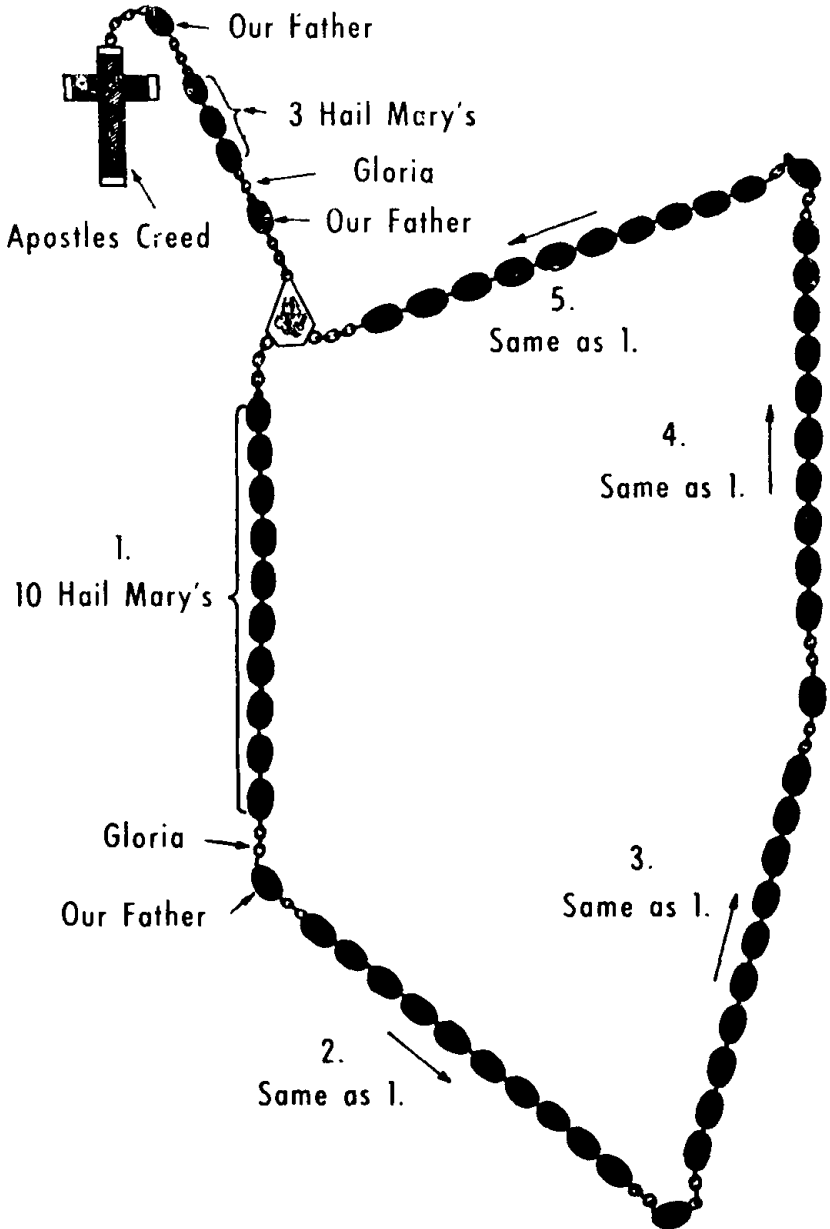 Our Father
3 Hail Mary's
Gloria
Our Father
Apostles Creed
5.
Same as 1.
4.
Same as 1.
1.
10 Hail Mary's
Gloria
Our Father
3.
Same as 1.
2.
Same as 1.